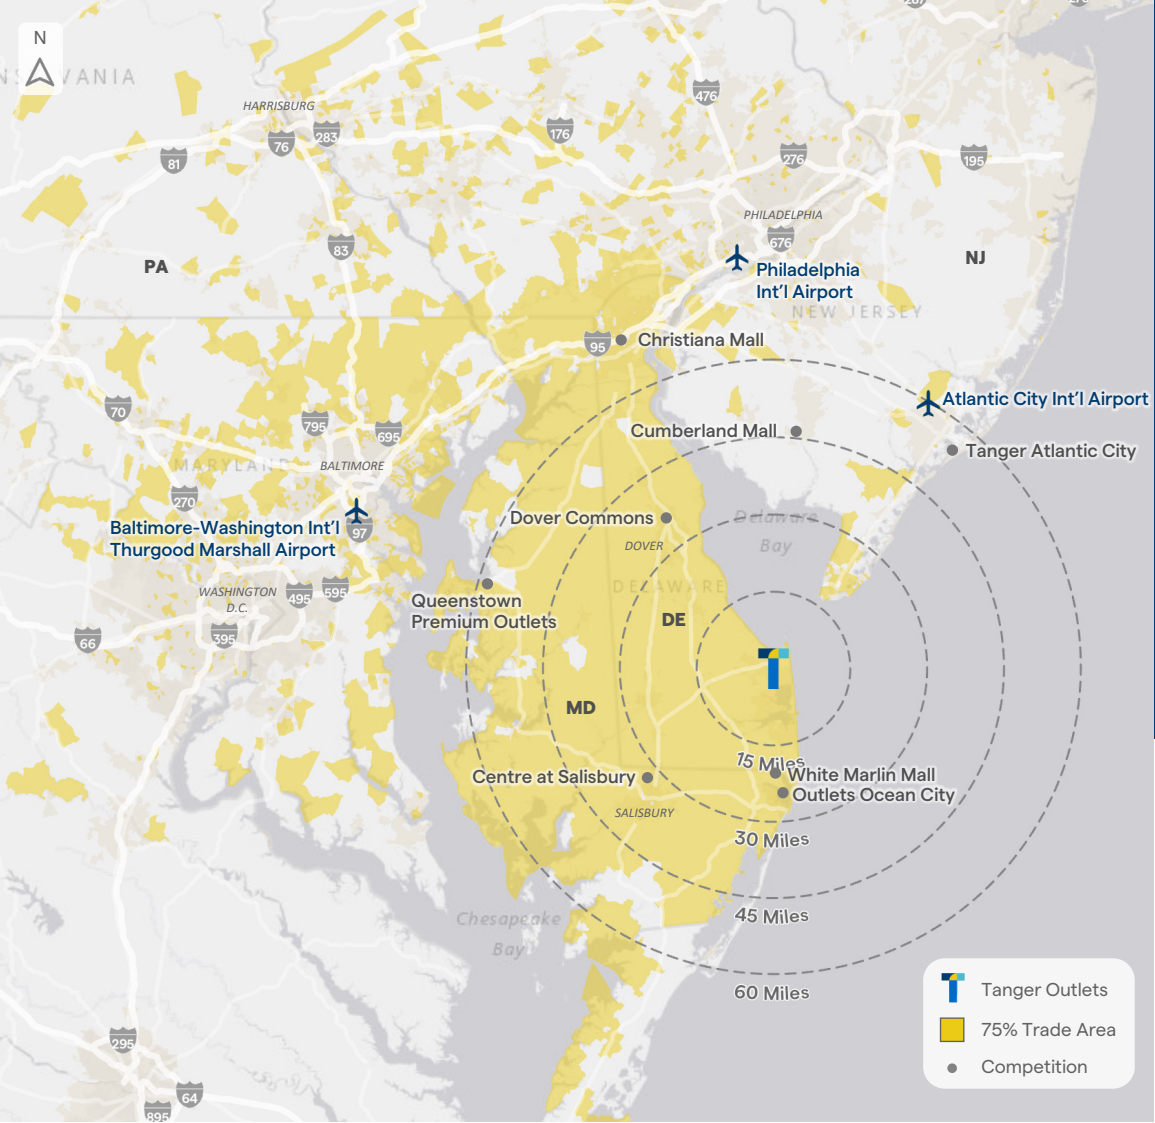 N
VANIA
HARRISBURG
283
76
81
176
476
276
195
PHILADELPHIA
676
83
PA
NJ
Philadelphia
Int'l Airport
NEW JERSEY
95
Christiana Mall
Atlantic City Int'l Airport
70
795
695
Cumberland Mall
Tanger Atlantic City
MARYLAND
BALTIMORE
270
Baltimore-Washington Int'l
Thurgood Marshall Airport
97
Dover Commons
DOVER
Delaware
Bay
WASHINGTON
D.C.
495
595
395
66
Queenstown
Premium Outlets
DELAWARE
DE
MD
15 Miles
Centre at Salisbury
White Marlin Mall
Outlets Ocean City
SALISBURY
30 Miles
45 Miles
Chesapeake
Bay
60 Miles
295
64
895
Tanger Outlets
75% Trade Area
Competition